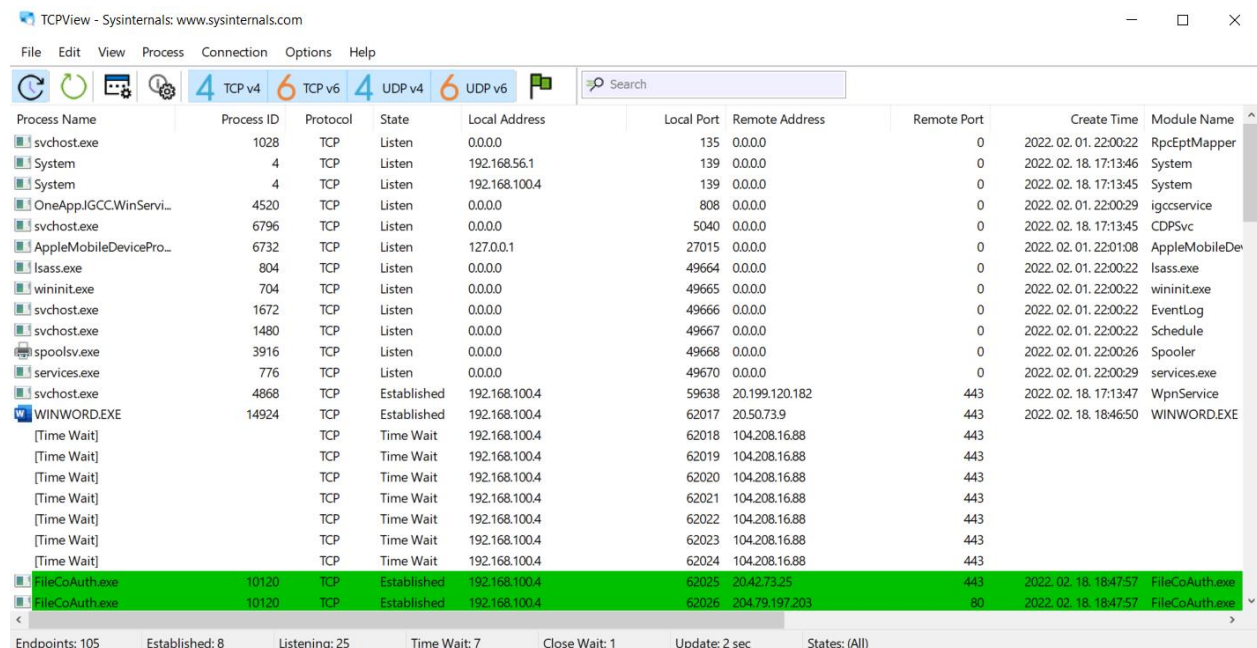 TCPView - Sysinternals: www.sysinternals.com
File Edit View Process Connection Options Help
4 TCP v4 6 TCP v6 4 UDP v4 6 UDP v6 Search
Process Name Process ID Protocol State Local Address Local Port Remote Address Remote Port Create Time Module Name
svchost.exe 1028 TCP Listen 0.0.0.0 135 0.0.0.0 0 2022. 02. 01. 22:00:22 RpcEptMapper
System 4 TCP Listen 192.168.56.1 139 0.0.0.0 0 2022. 02. 18. 17:13:46 System
System 4 TCP Listen 192.168.100.4 139 0.0.0.0 0 2022. 02. 18. 17:13:45 System
OneApp.IGCC.WinServi... 4520 TCP Listen 0.0.0.0 808 0.0.0.0 0 2022. 02. 01. 22:00:29 igccservice
svchost.exe 6796 TCP Listen 0.0.0.0 5040 0.0.0.0 0 2022. 02. 18. 17:13:45 CDPSvc
AppleMobileDevicePro... 6732 TCP Listen 127.0.0.1 27015 0.0.0.0 0 2022. 02. 01. 22:01:08 AppleMobileDev
lsass.exe 804 TCP Listen 0.0.0.0 49664 0.0.0.0 0 2022. 02. 01. 22:00:22 lsass.exe
wininit.exe 704 TCP Listen 0.0.0.0 49665 0.0.0.0 0 2022. 02. 01. 22:00:22 wininit.exe
svchost.exe 1672 TCP Listen 0.0.0.0 49666 0.0.0.0 0 2022. 02. 01. 22:00:22 EventLog
svchost.exe 1480 TCP Listen 0.0.0.0 49667 0.0.0.0 0 2022. 02. 01. 22:00:22 Schedule
spoolsv.exe 3916 TCP Listen 0.0.0.0 49668 0.0.0.0 0 2022. 02. 01. 22:00:26 Spooler
services.exe 776 TCP Listen 0.0.0.0 49670 0.0.0.0 0 2022. 02. 01. 22:00:29 services.exe
svchost.exe 4868 TCP Established 192.168.100.4 59638 20.199.120.182 443 2022. 02. 18. 17:13:47 WpnService
WINWORD.EXE 14924 TCP Established 192.168.100.4 62017 20.50.73.9 443 2022. 02. 18. 18:46:50 WINWORD.EXE
[Time Wait] TCP Time Wait 192.168.100.4 62018 104.208.16.88 443
[Time Wait] TCP Time Wait 192.168.100.4 62019 104.208.16.88 443
[Time Wait] TCP Time Wait 192.168.100.4 62020 104.208.16.88 443
[Time Wait] TCP Time Wait 192.168.100.4 62021 104.208.16.88 443
[Time Wait] TCP Time Wait 192.168.100.4 62022 104.208.16.88 443
[Time Wait] TCP Time Wait 192.168.100.4 62023 104.208.16.88 443
[Time Wait] TCP Time Wait 192.168.100.4 62024 104.208.16.88 443
FileCoAuth.exe 10120 TCP Established 192.168.100.4 62025 20.42.73.25 443 2022. 02. 18. 18:47:57 FileCoAuth.exe
FileCoAuth.exe 10120 TCP Established 192.168.100.4 62026 204.79.197.203 80 2022. 02. 18. 18:47:57 FileCoAuth.exe
Endpoints: 105 Established: 8 Listening: 25 Time Wait: 7 Close Wait: 1 Update: 2 sec States: (All)